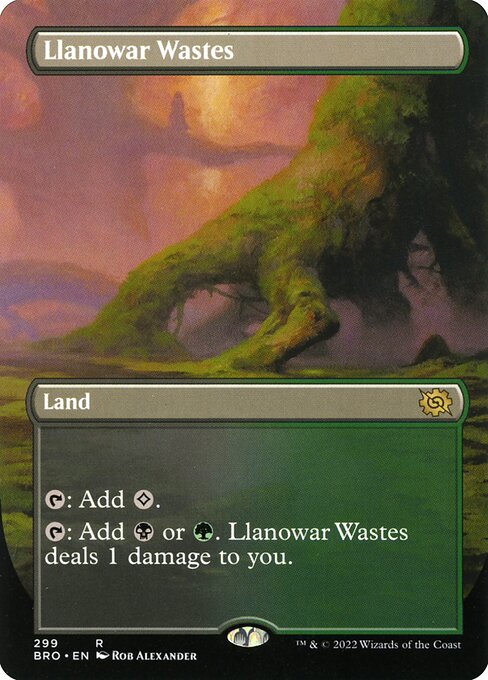 Llanowar Wastes
Land
: Add .
: Add or . Llanowar Wastes
deals 1 damage to you.
299 R
BRO • EN Rob Alexander
™ & © 2022 Wizards of the Coast